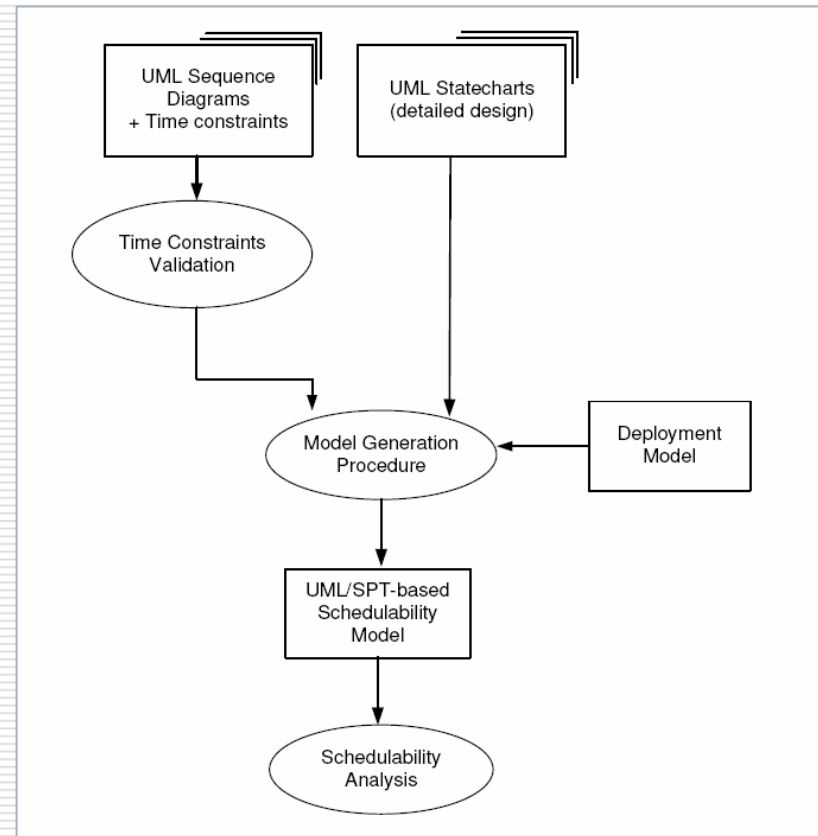 UML Sequence
Diagrams
+ Time constraints
UML Statecharts
(detailed design)
Time Constraints
Validation
Model Generation
Procedure
Deployment
Model
UML/SPT-based
Schedulability
Model
Schedulability
Analysis